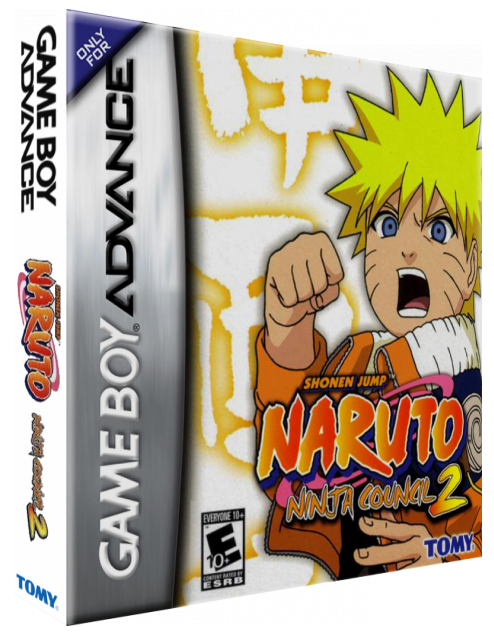 GAME BOY
ADVANCE
SHONEN JUMP
NARUTO
NINJA COUNCIL 2
TOMY
ONLY
FOR
GAME BOY ADVANCE
SHONEN JUMP™
NARUTO
NINJA COUNCIL 2
EVERYONE 10+
E
10+
CONTENT RATED BY
ESRB
TOMY